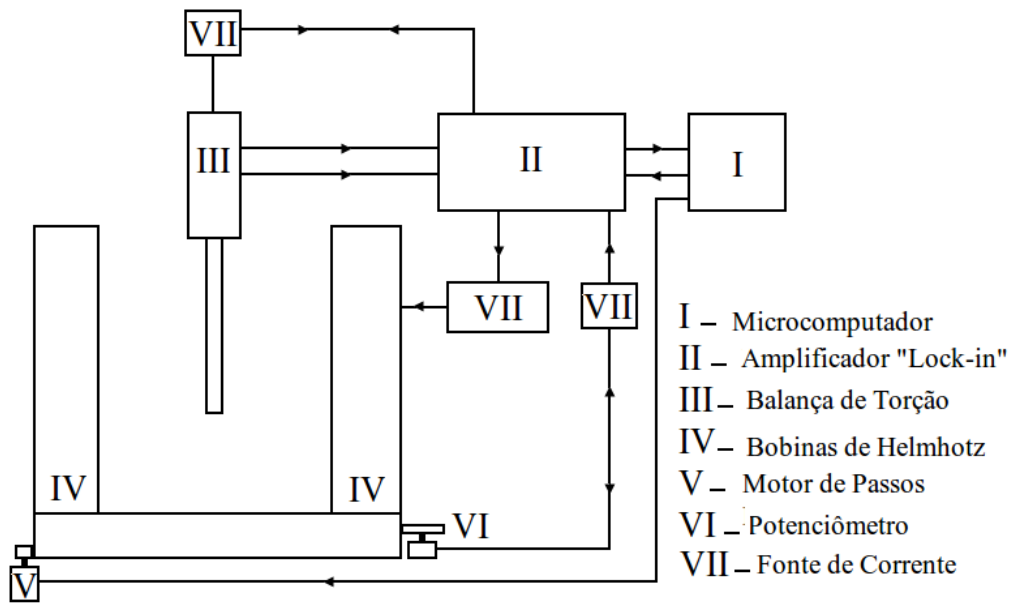 VII
III
II
I
VII
VII
IV
IV
VI
V
I – Microcomputador
II – Amplificador "Lock-in"
III – Balança de Torção
IV – Bobinas de Helmhotz
V – Motor de Passos
VI – Potenciômetro
VII – Fonte de Corrente